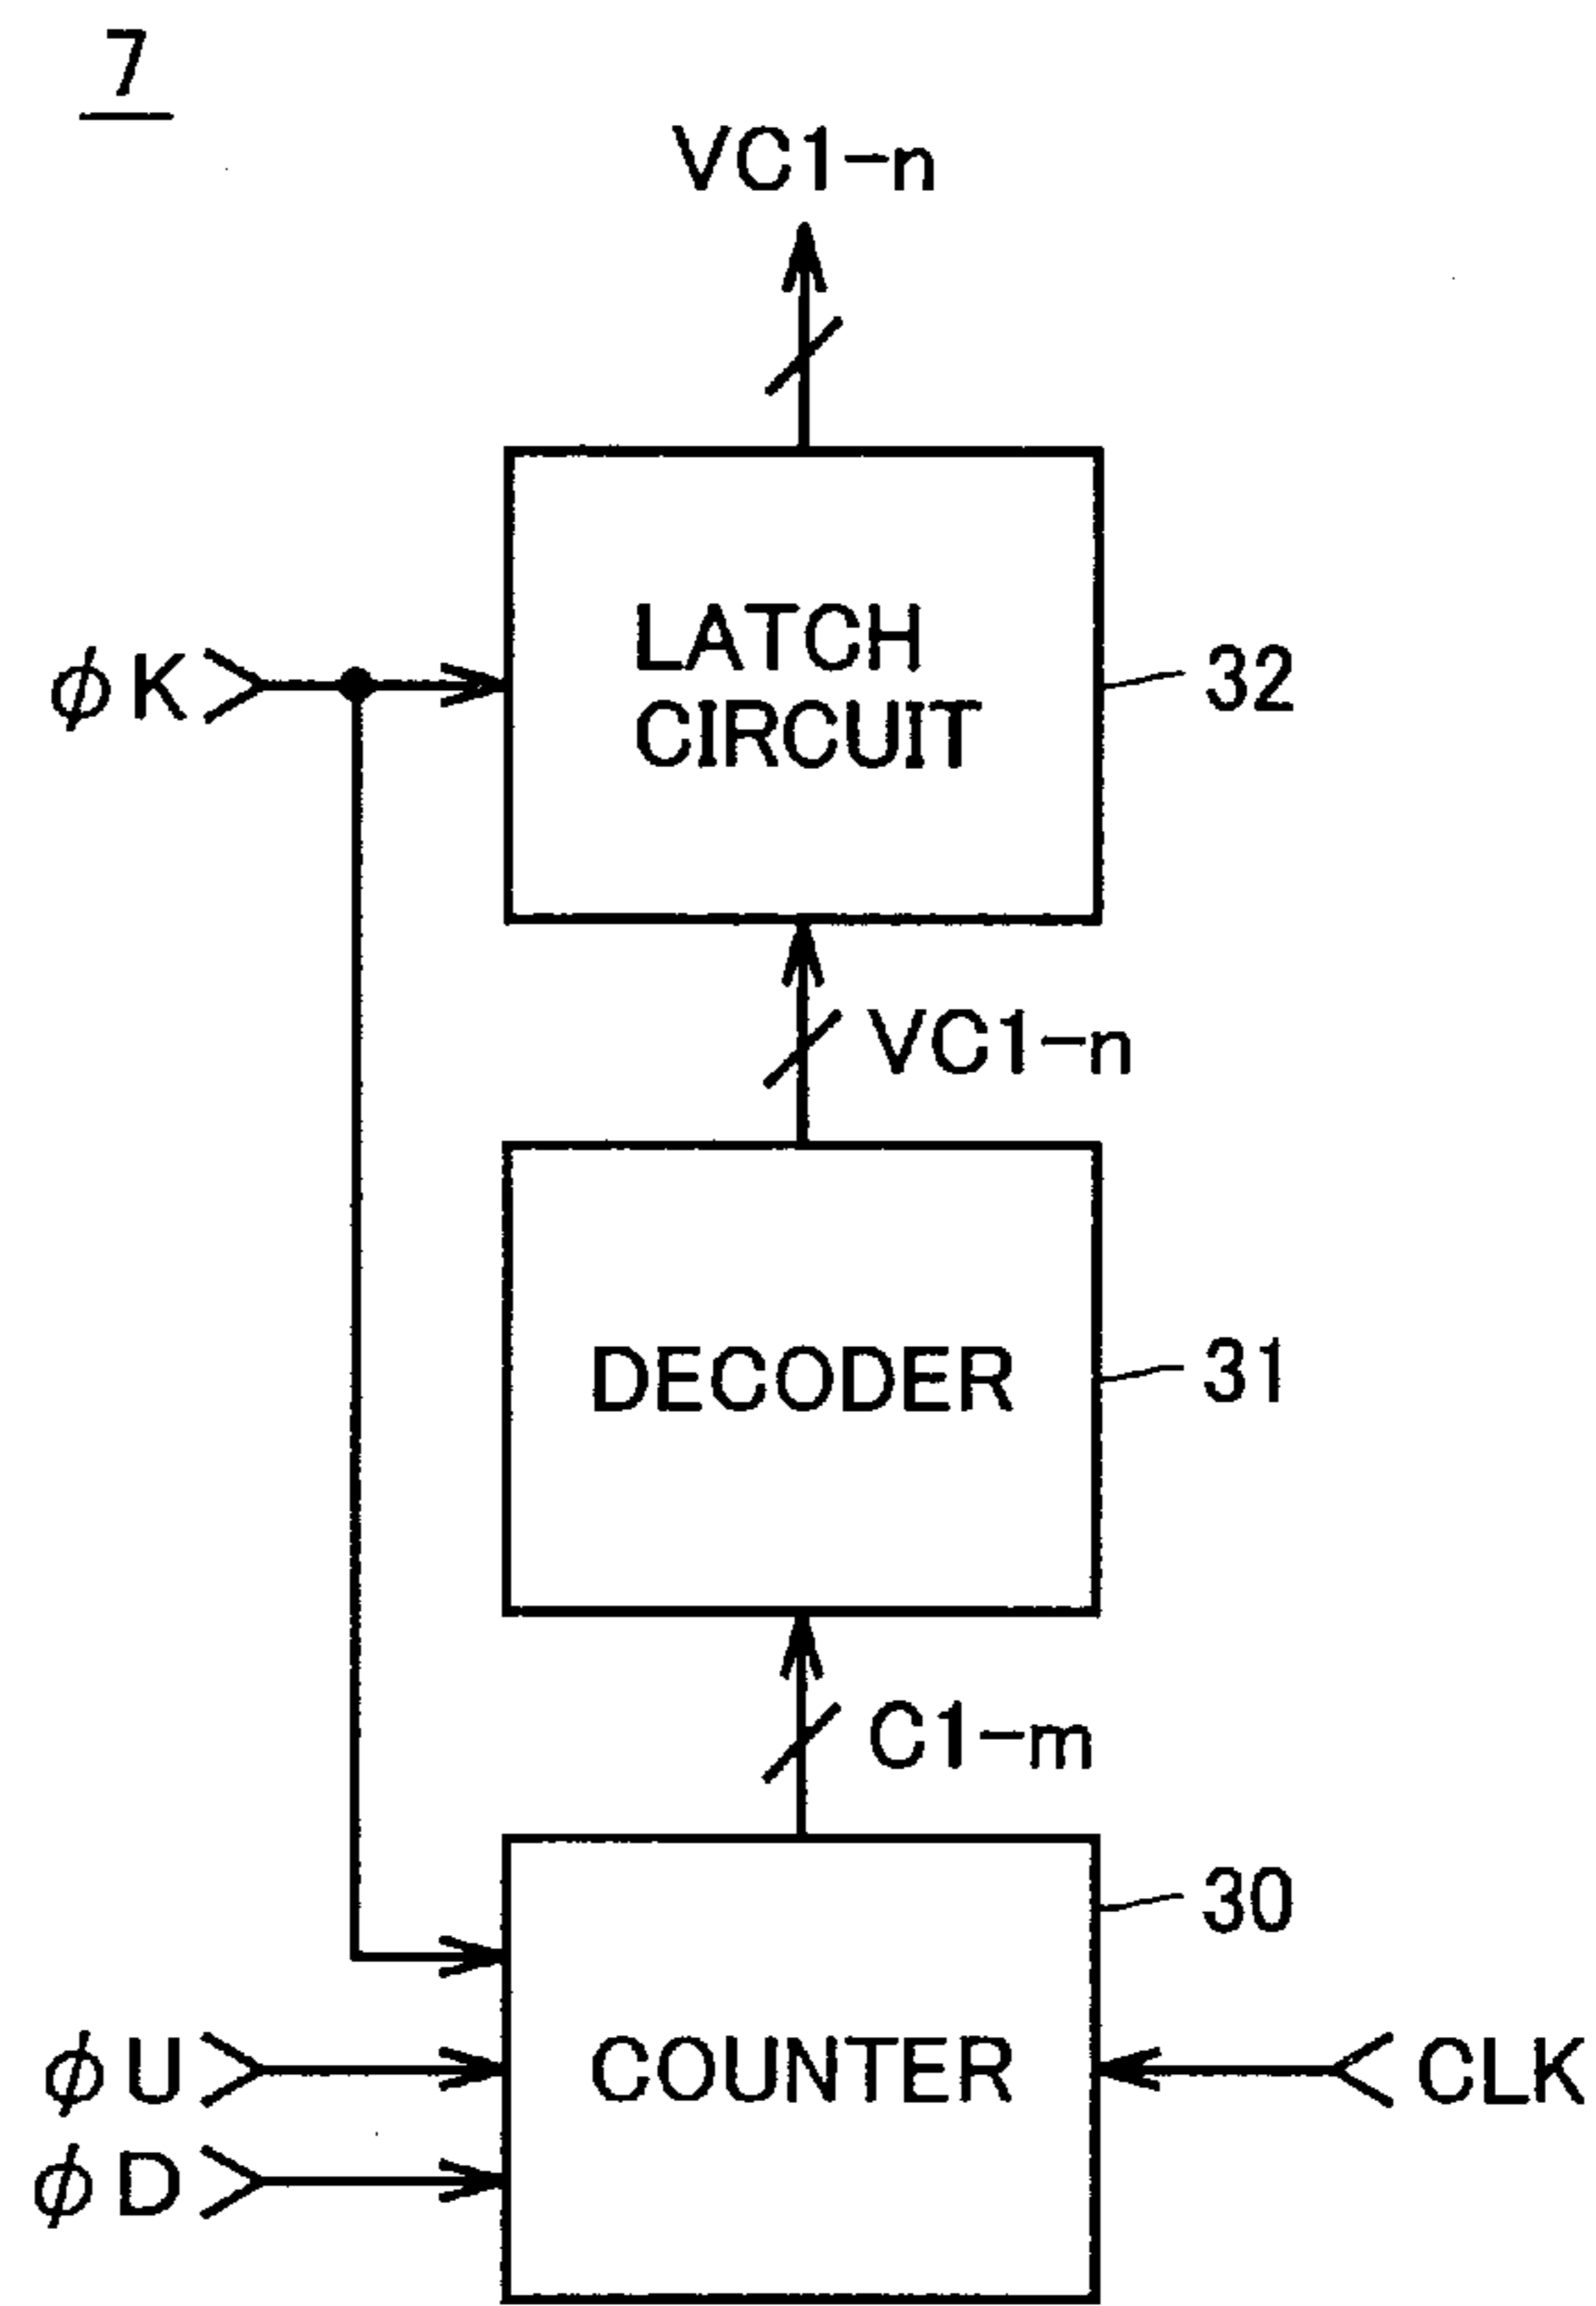 7
VC1-n
LATCH
CIRCUIT
φK
32
VC1-n
DECODER
31
C1-m
30
φU
COUNTER
CLK
φD